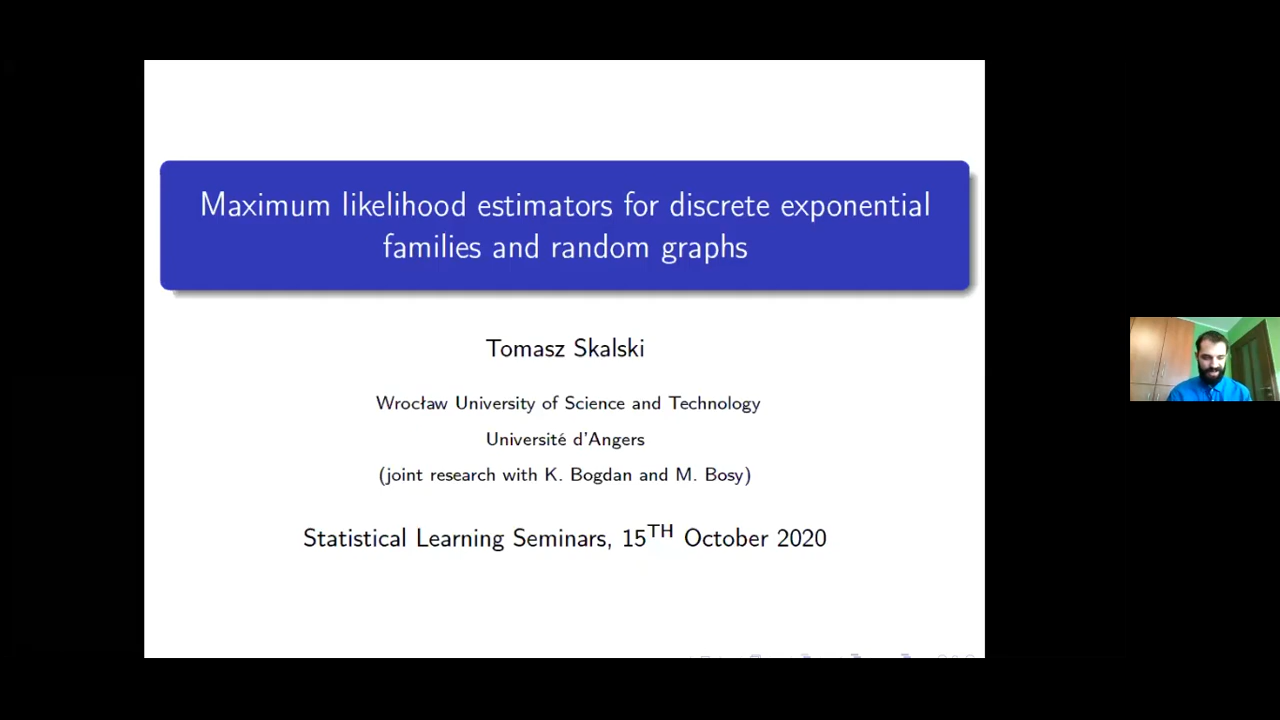 Maximum likelihood estimators for discrete exponential
families and random graphs
Tomasz Skalski
Wrocław University of Science and Technology
Université d'Angers
(joint research with K. Bogdan and M. Bosy)
Statistical Learning Seminars, 15TH October 2020